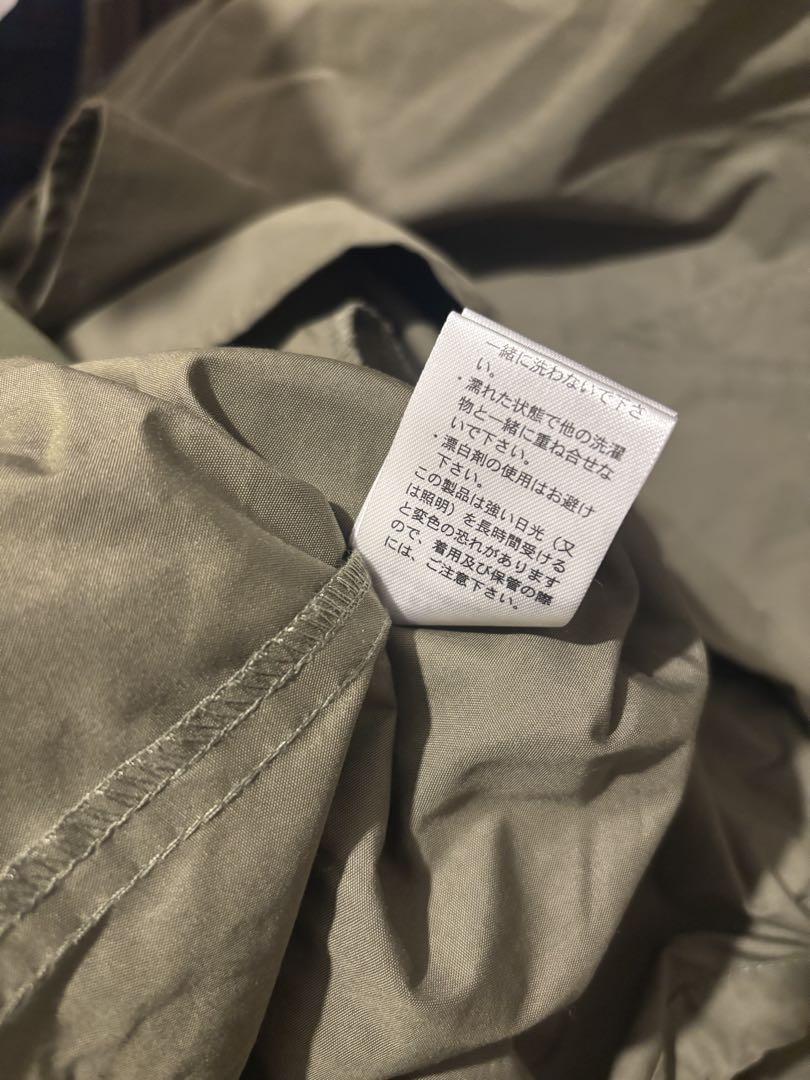 一緒に洗わないで下さ
い。
・濡れた状態で他の洗濯
物と一緒に重ね合せな
いで下さい。
・漂白剤の使用はお避け
下さい。
この製品は強い日光（又
は照明）を長時間受ける
と変色の恐れがあります
ので、着用及び保管の際
には、ご注意下さい。